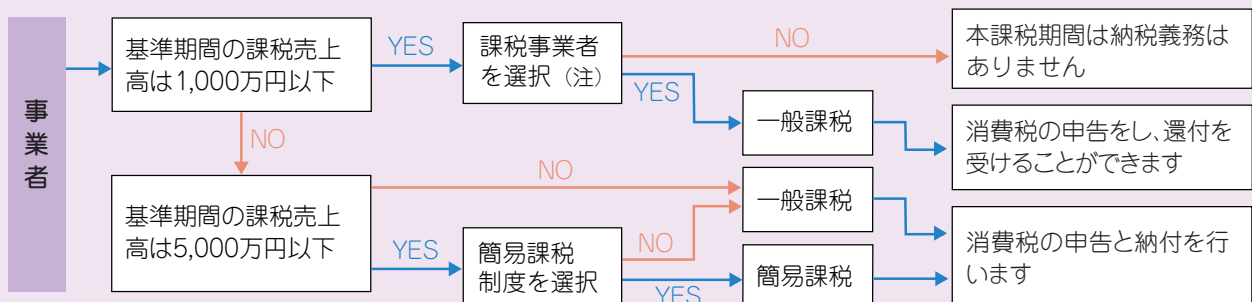 事業者
基準期間の課税売上
高は1,000万円以下
YES
課税事業者
を選択（注）
NO
本課税期間は納税義務は
ありません
YES
一般課税
消費税の申告をし、還付を
受けることができます
NO
基準期間の課税売上
高は5,000万円以下
NO
一般課税
YES
簡易課税
制度を選択
NO
YES
簡易課税
消費税の申告と納付を行
います